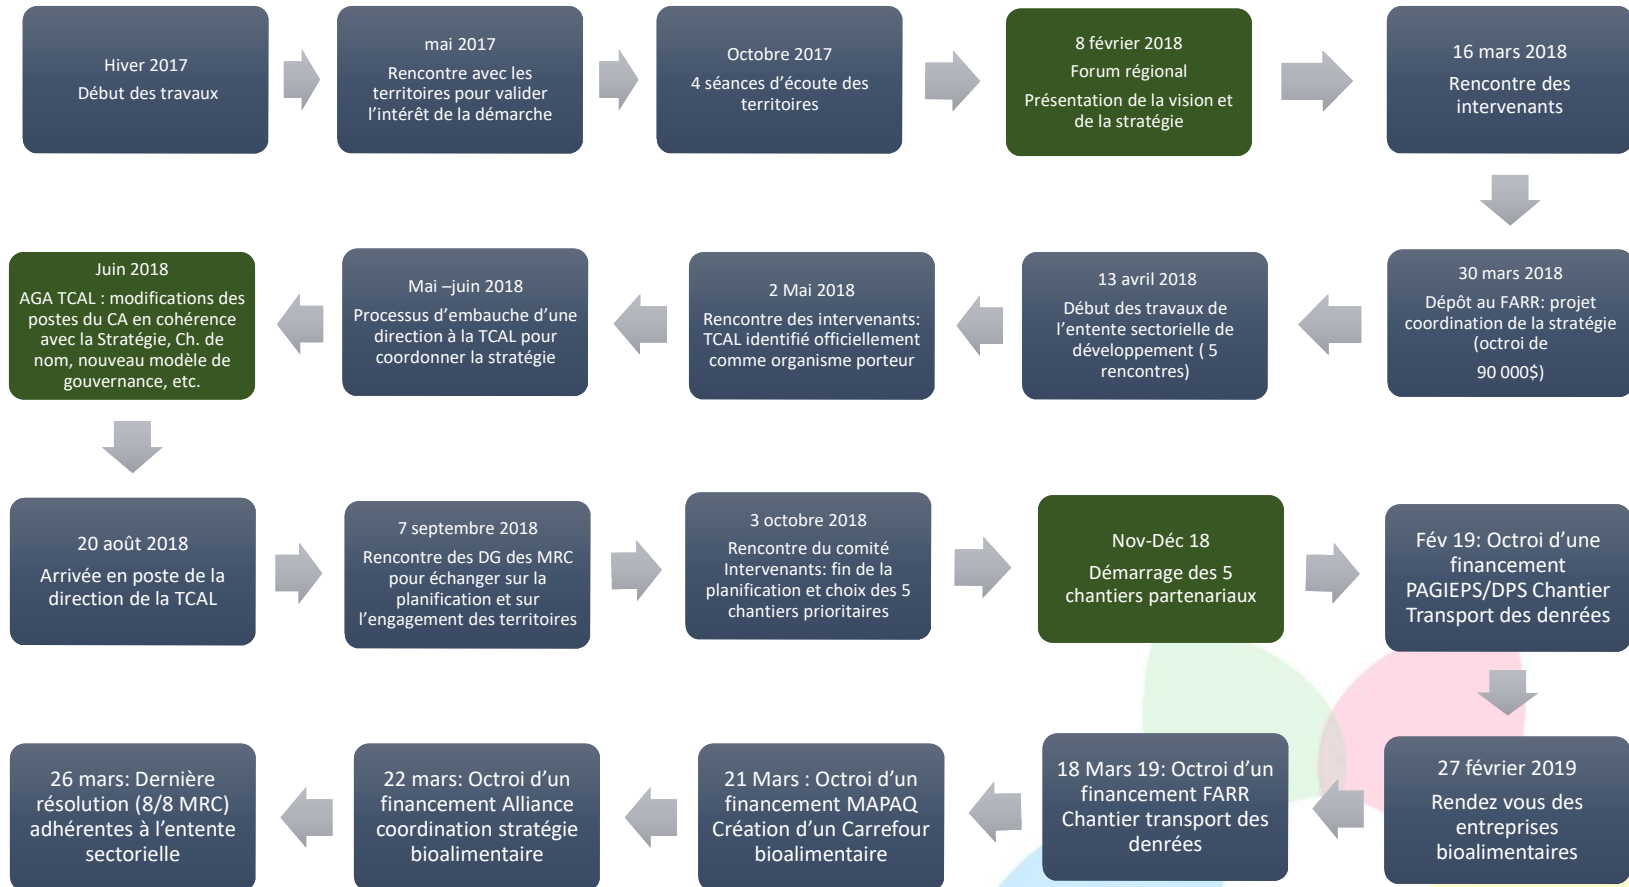 Hiver 2017
Début des travaux
mai 2017
Rencontre avec les
territoires pour valider
l’intérêt de la démarche
Octobre 2017
4 séances d’écoute des
territoires
8 février 2018
Forum régional
Présentation de la vision et
de la stratégie
16 mars 2018
Rencontre des
intervenants
30 mars 2018
Dépôt au FARR: projet
coordination de la stratégie
(octroi de
90 000$)
13 avril 2018
Début des travaux de
l’entente sectorielle de
développement ( 5
rencontres)
2 Mai 2018
Rencontre des intervenants:
TCAL identifié officiellement
comme organisme porteur
Mai –juin 2018
Processus d’embauche d’une
direction à la TCAL pour
coordonner la stratégie
Juin 2018
AGA TCAL : modifications des
postes du CA en cohérence
avec la Stratégie, Ch. de
nom, nouveau modèle de
gouvernance, etc.
20 août 2018
Arrivée en poste de la
direction de la TCAL
7 septembre 2018
Rencontre des DG des MRC
pour échanger sur la
planification et sur
l’engagement des territoires
3 octobre 2018
Rencontre du comité
Intervenants: fin de la
planification et choix des 5
chantiers prioritaires
Nov-Déc 18
Démarrage des 5
chantiers partenariaux
Fév 19: Octroi d’une
financement
PAGIEPS/DPS Chantier
Transport des denrées
27 février 2019
Rendez vous des
entreprises
bioalimentaires
18 Mars 19: Octroi d’un
financement FARR
Chantier transport des
denrées
21 Mars : Octroi d’un
financement MAPAQ
Création d’un Carrefour
bioalimentaire
22 mars: Octroi d’un
financement Alliance
coordination stratégie
bioalimentaire
26 mars: Dernière
résolution (8/8 MRC)
adhérentes à l’entente
sectorielle